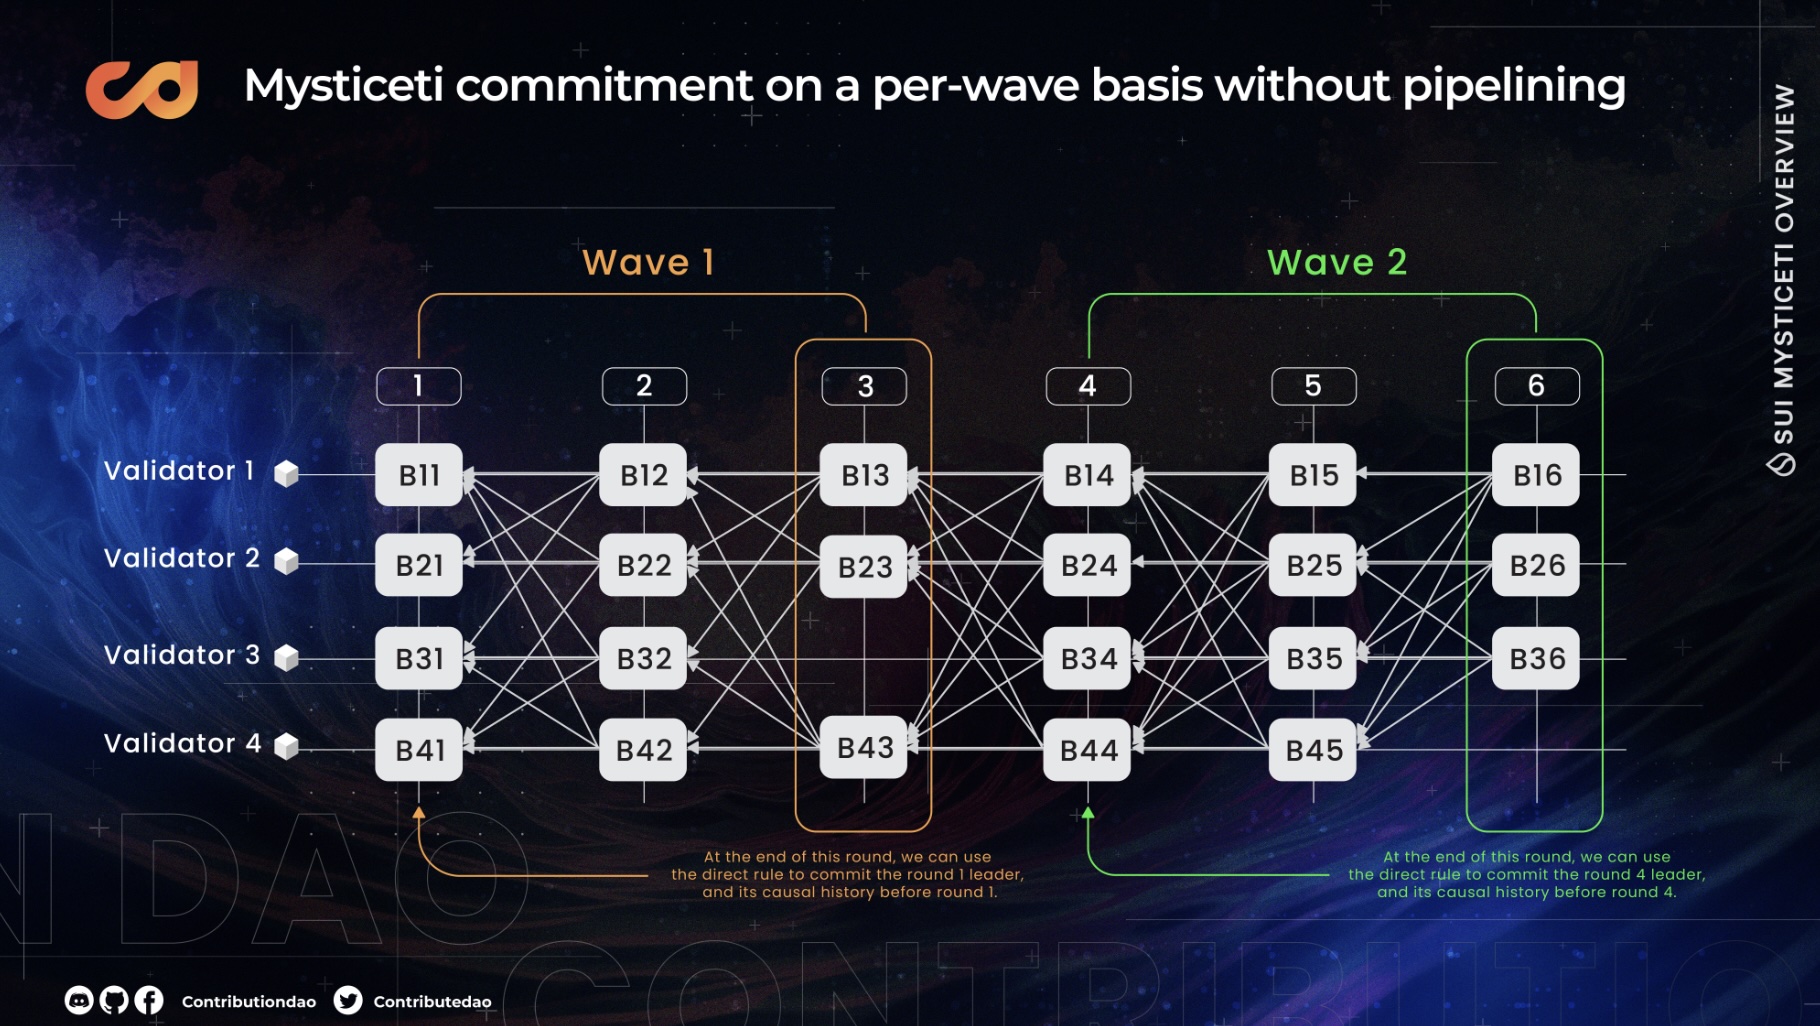 Mysticeti commitment on a per-wave basis without pipelining
SUI MYSTICETI OVERVIEW
Wave 1
Wave 2
1 2 3 4 5 6
Validator 1 B11 B12 B13 B14 B15 B16
Validator 2 B21 B22 B23 B24 B25 B26
Validator 3 B31 B32 B34 B35 B36
Validator 4 B41 B42 B43 B44 B45
At the end of this round, we can use
the direct rule to commit the round 1 leader,
and its causal history before round 1.
At the end of this round, we can use
the direct rule to commit the round 4 leader,
and its causal history before round 4.
N DAO
CONTRIBUTIO
Contributiondao Contributedao